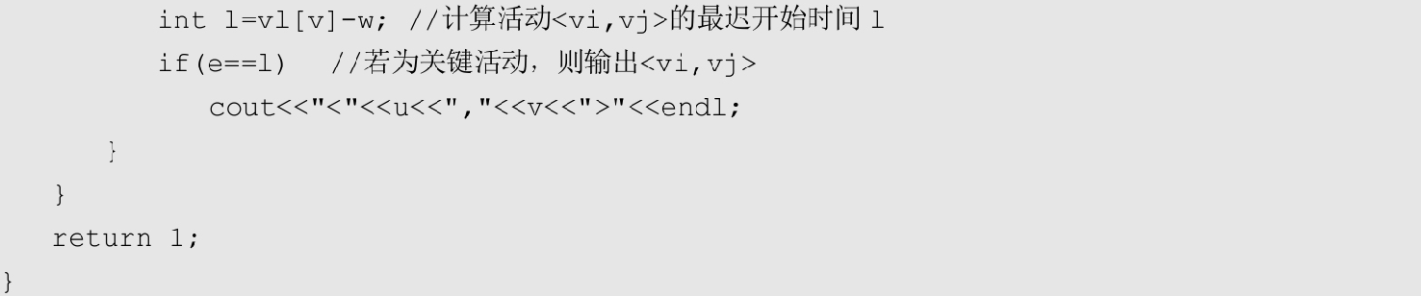 int l=vl[v]-w; //计算活动<vi,vj>的最迟开始时间 l
if(e==l) //若为关键活动，则输出<vi,vj>
cout<<"<"<<u<<","<<v<<">"<<endl;
}
}
return 1;
}